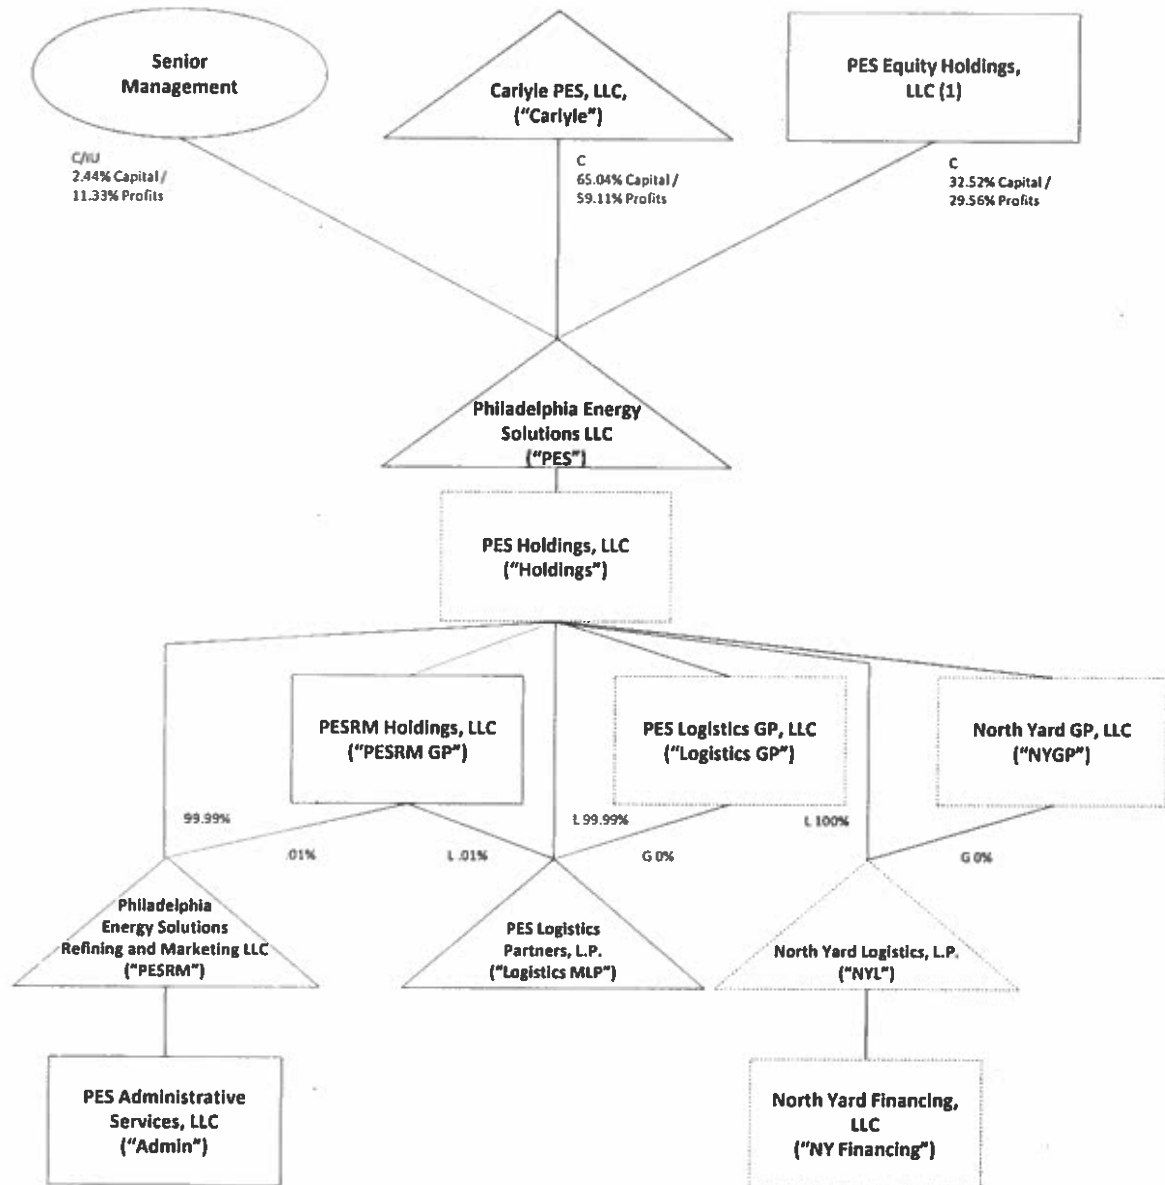 Senior
Management
Carlyle PES, LLC,
("Carlyle")
PES Equity Holdings,
LLC (1)
C/IU
2.44% Capital /
11.33% Profits
C
65.04% Capital /
59.11% Profits
C
32.52% Capital /
29.56% Profits
Philadelphia Energy
Solutions LLC
("PES")
PES Holdings, LLC
("Holdings")
PESRM Holdings, LLC
("PESRM GP")
PES Logistics GP, LLC
("Logistics GP")
North Yard GP, LLC
("NYGP")
99.99%
.01%
L .01%
L 99.99%
G 0%
L 100%
G 0%
Philadelphia
Energy Solutions
Refining and Marketing LLC
("PESRM")
PES Logistics
Partners, L.P.
("Logistics MLP")
North Yard Logistics, L.P.
("NYL")
PES Administrative
Services, LLC
("Admin")
North Yard Financing,
LLC
("NY Financing")